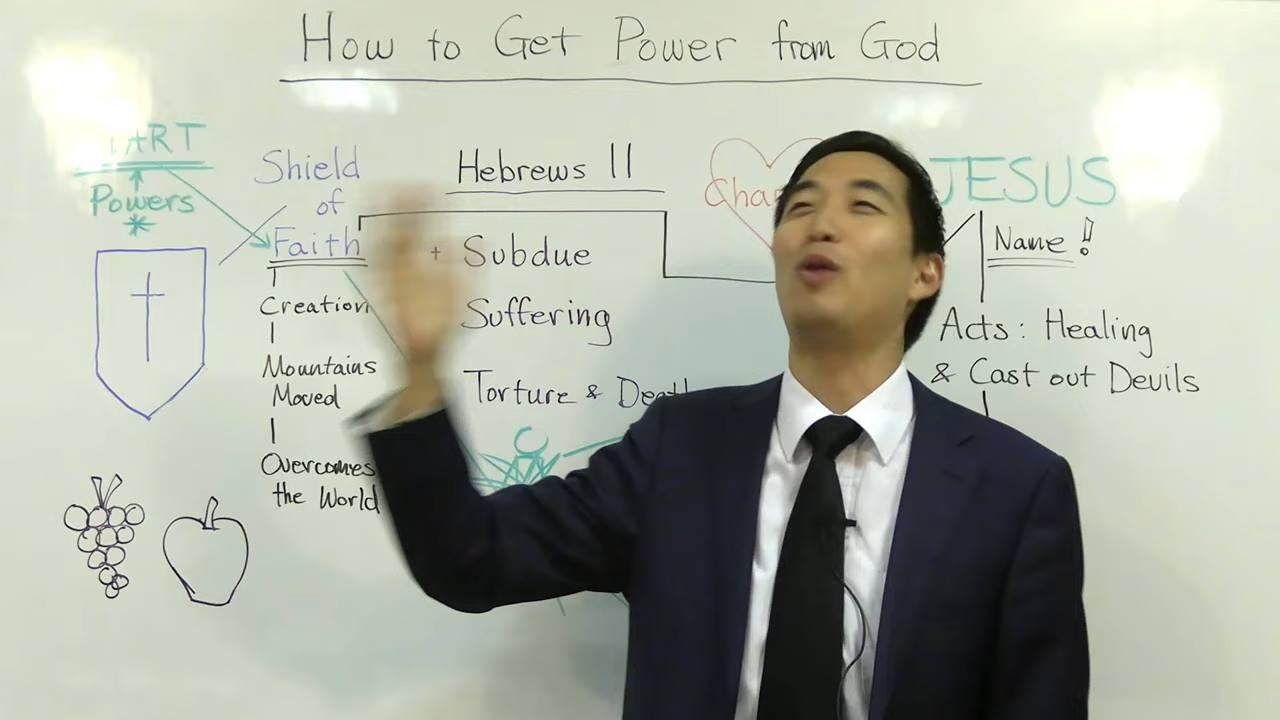 How to Get Power from God
Powers
Shield
of
Faith
Creation
Mountains
Moved
Overcomes
the World
Hebrews 11
+ Subdue
Suffering
Torture &
JESUS
Name!
Acts: Healing
& Cast out Devils